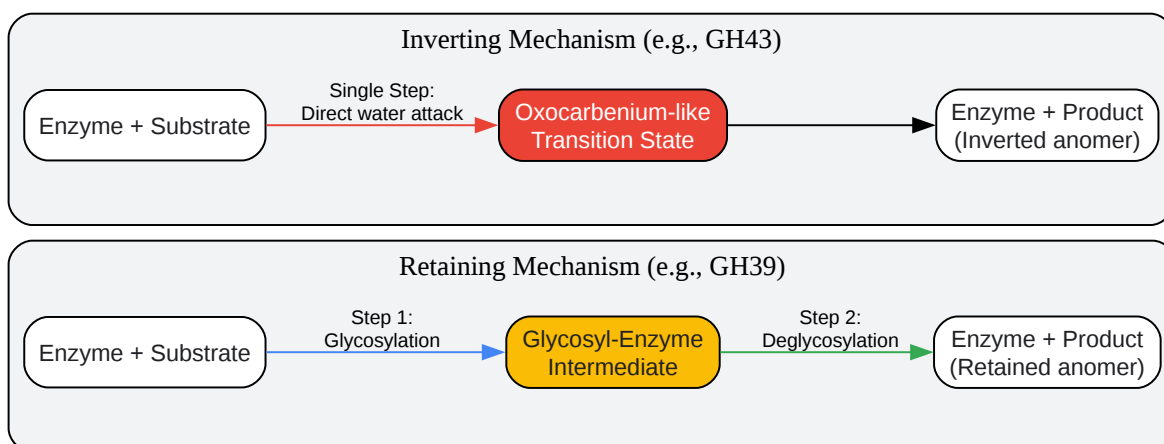 Inverting Mechanism (e.g., GH43)
Enzyme + Substrate
Single Step:
Direct water attack
Oxocarbenium-like
Transition State
Enzyme + Product
(Inverted anomer)
Retaining Mechanism (e.g., GH39)
Enzyme + Substrate
Step 1:
Glycosylation
Glycosyl-Enzyme
Intermediate
Step 2:
Deglycosylation
Enzyme + Product
(Retained anomer)